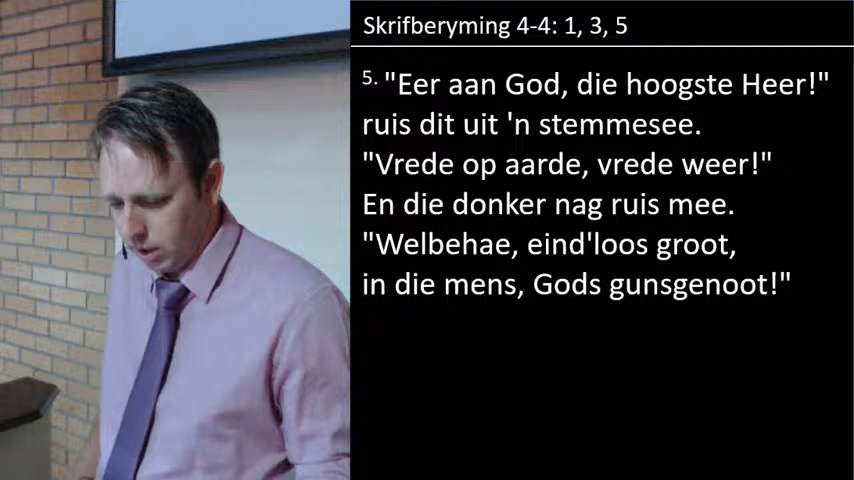 Skrifberyming 4-4: 1, 3, 5
5. "Eer aan God, die hoogste Heer!"
ruis dit uit 'n stemmesee.
"Vrede op aarde, vrede weer!"
En die donker nag ruis mee.
"Welbehae, eind'loos groot,
in die mens, Gods gunsgenoot!"